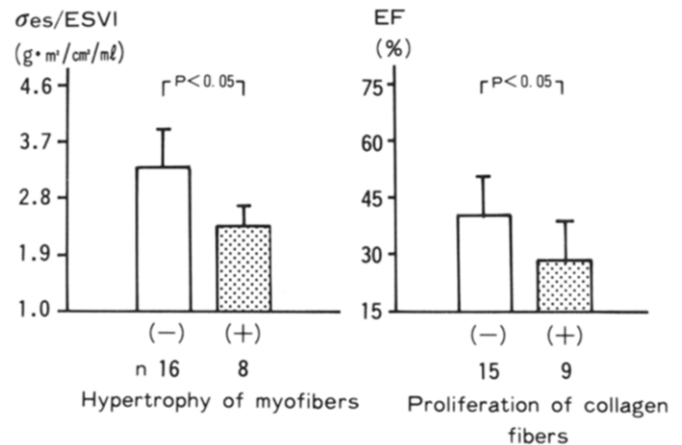 σes/ESVI
(g·m²/cm²/mℓ)
4.6
3.7
2.8
1.9
1.0
P<0.05
(−) (+)
n 16 8
Hypertrophy of myofibers
EF
(%)
75
60
45
30
15
P<0.05
(−) (+)
15 9
Proliferation of collagen
fibers